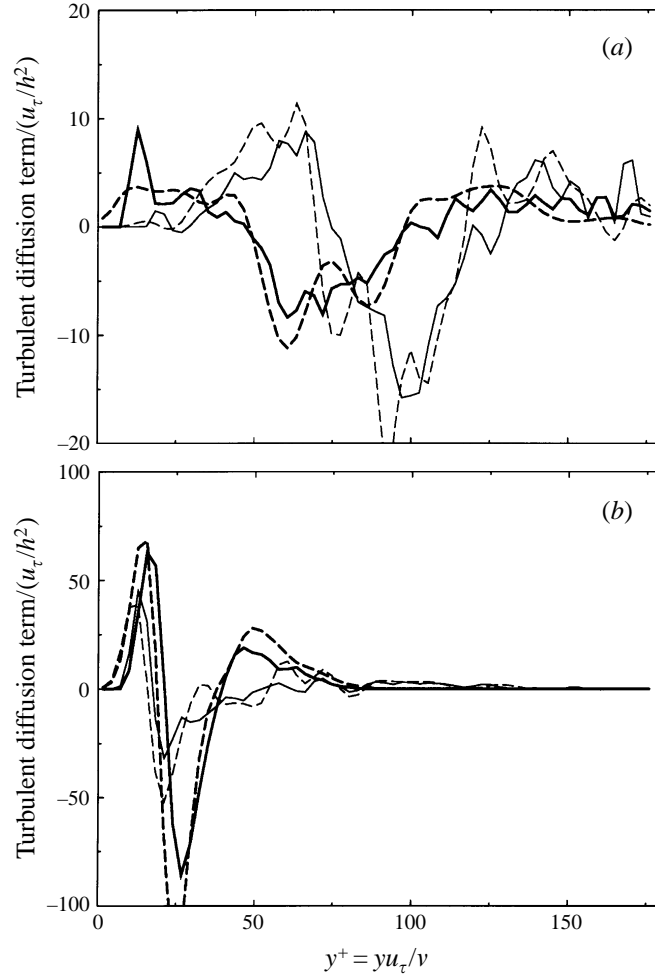 20
(a)
10
0
–10
–20
Turbulent diffusion term/(uτ/h²)
100
(b)
50
0
–50
–100
Turbulent diffusion term/(uτ/h²)
0 50 100 150
y⁺ = yuτ/ν